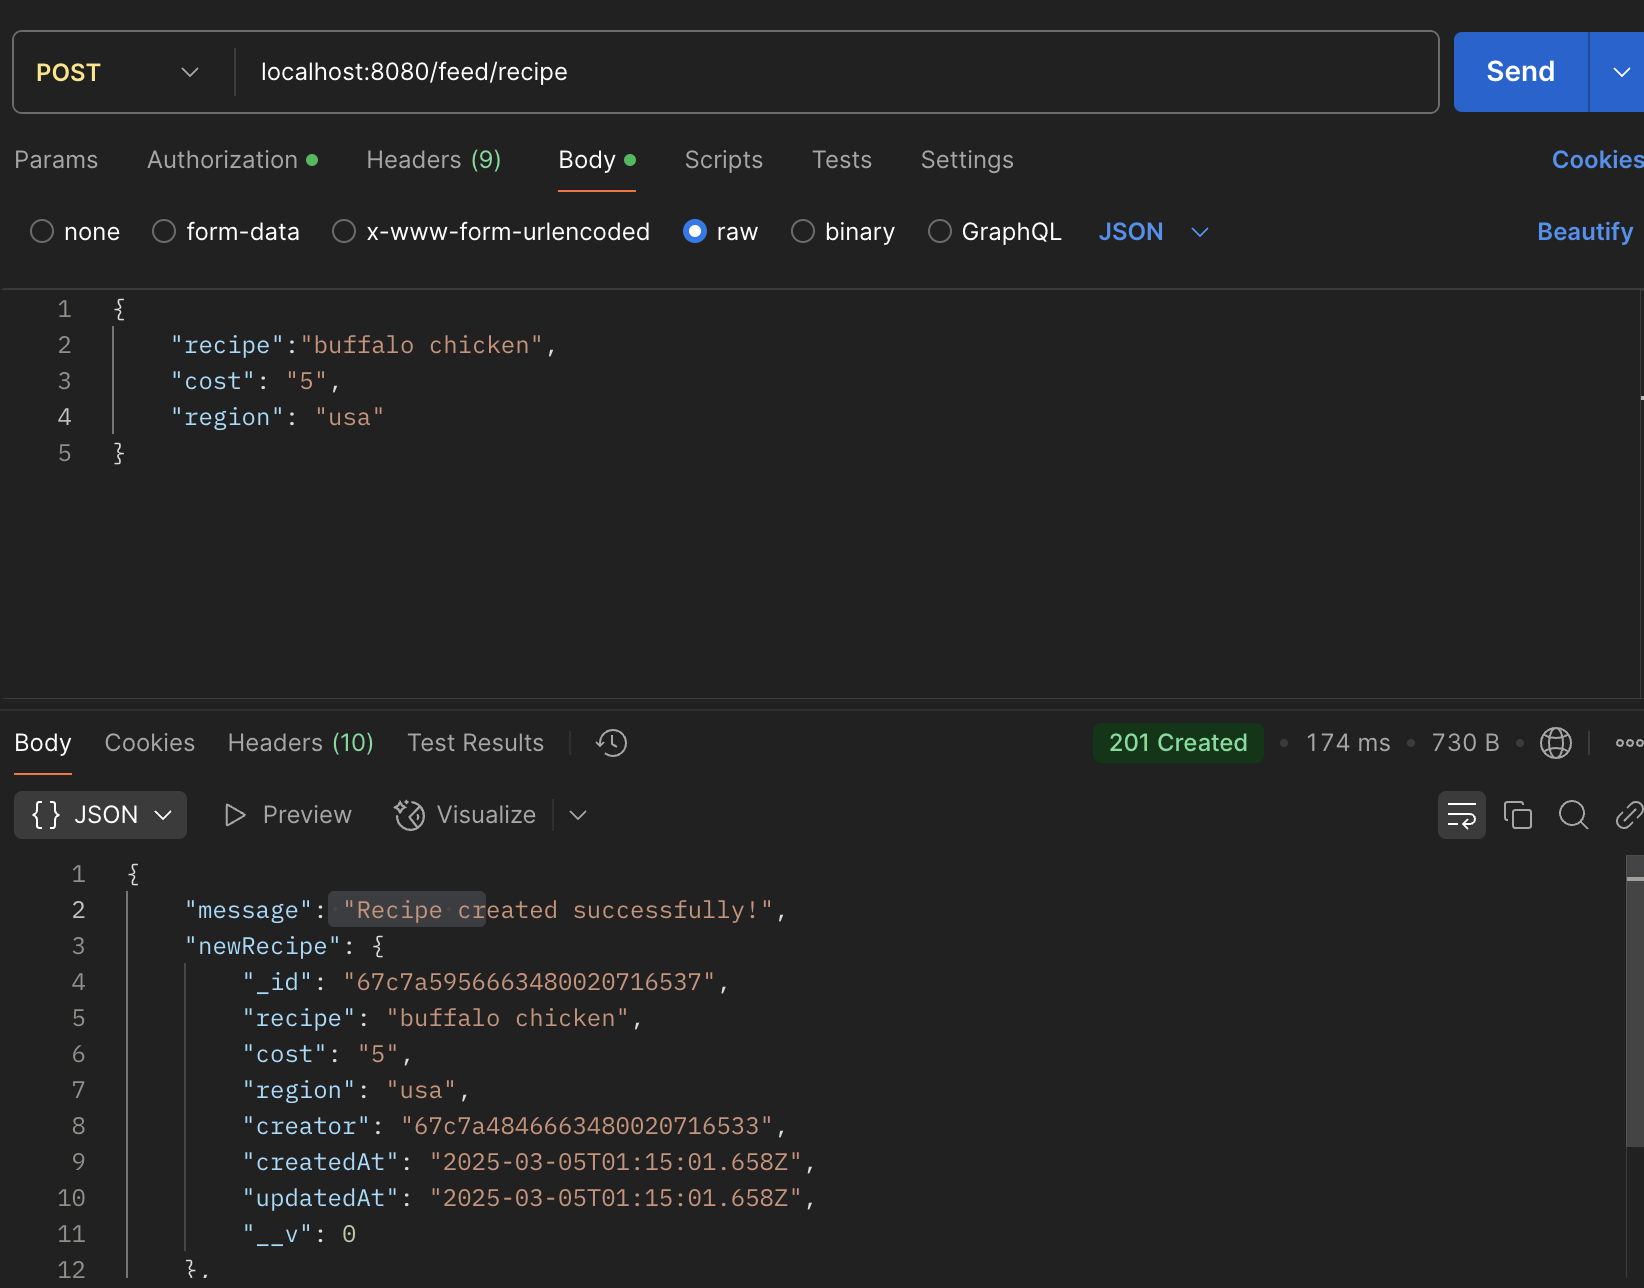 POST localhost:8080/feed/recipe Send
Params Authorization Headers (9) Body Scripts Tests Settings Cookies
none form-data x-www-form-urlencoded raw binary GraphQL JSON Beautify
1 {
2 "recipe":"buffalo chicken",
3 "cost": "5",
4 "region": "usa"
5 }
Body Cookies Headers (10) Test Results 201 Created • 174 ms • 730 B •
{} JSON Preview Visualize
1 {
2 "message": "Recipe created successfully!",
3 "newRecipe": {
4 "_id": "67c7a5956663480020716537",
5 "recipe": "buffalo chicken",
6 "cost": "5",
7 "region": "usa",
8 "creator": "67c7a4846663480020716533",
9 "createdAt": "2025-03-05T01:15:01.658Z",
10 "updatedAt": "2025-03-05T01:15:01.658Z",
11 "__v": 0
12 },